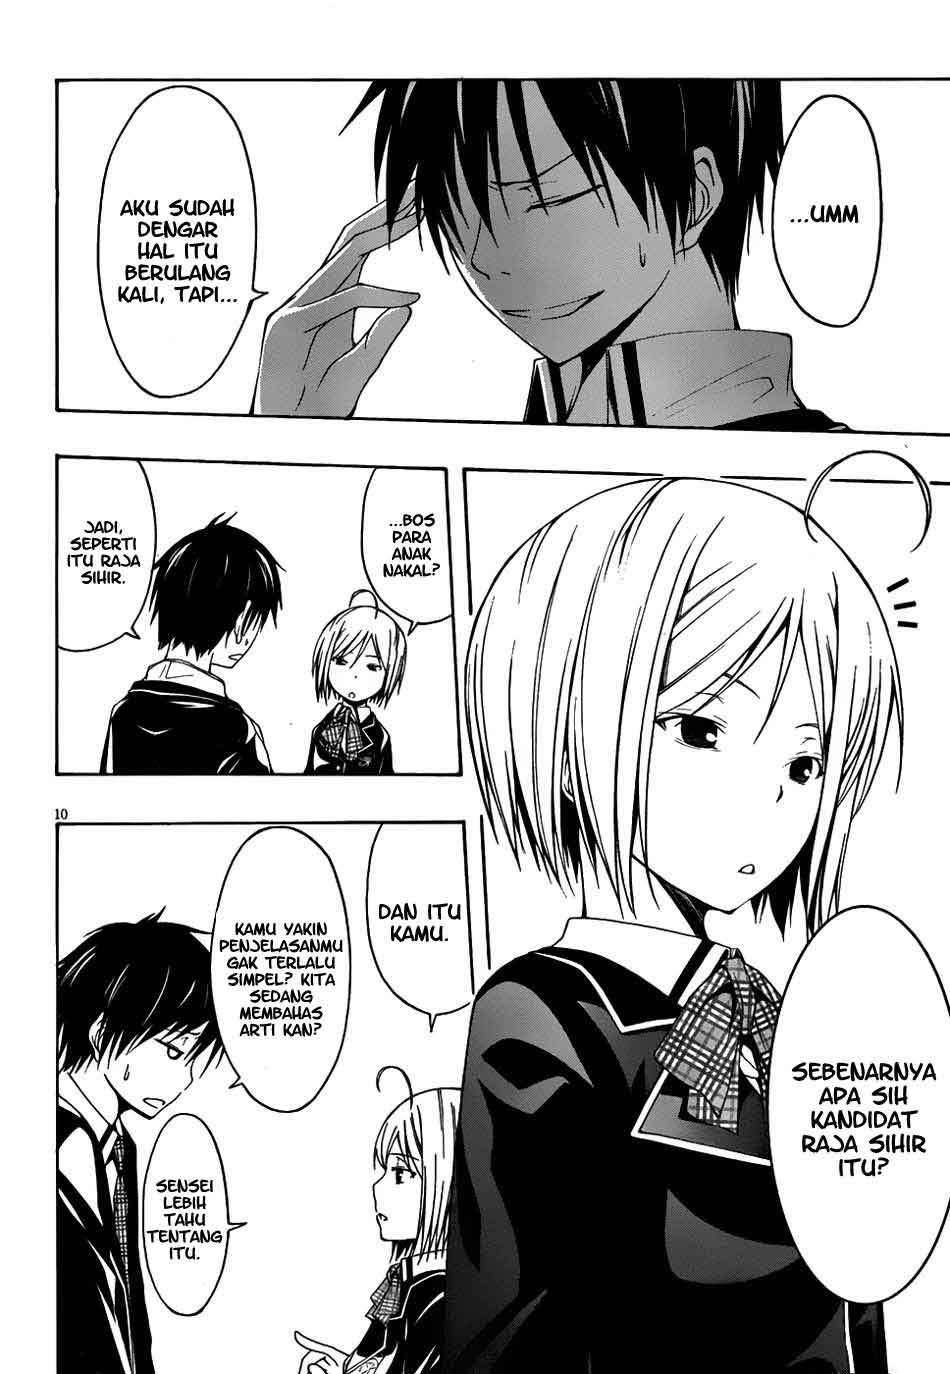 ...UMM
AKU SUDAH
DENGAR
HAL ITU
BERULANG
KALI, TAPI...
SEBENARNYA
APA SIH
KANDIDAT
RAJA SIHIR
ITU?
...BOS
PARA
ANAK
NAKAL?
JADI,
SEPERTI
ITU RAJA
SIHIR.
10
DAN ITU
KAMU.
KAMU YAKIN
PENJELASANMU
GAK TERLALU
SIMPEL? KITA
SEDANG
MEMBAHAS
ARTI KAN?
SENSEI
LEBIH
TAHU
TENTANG
ITU.